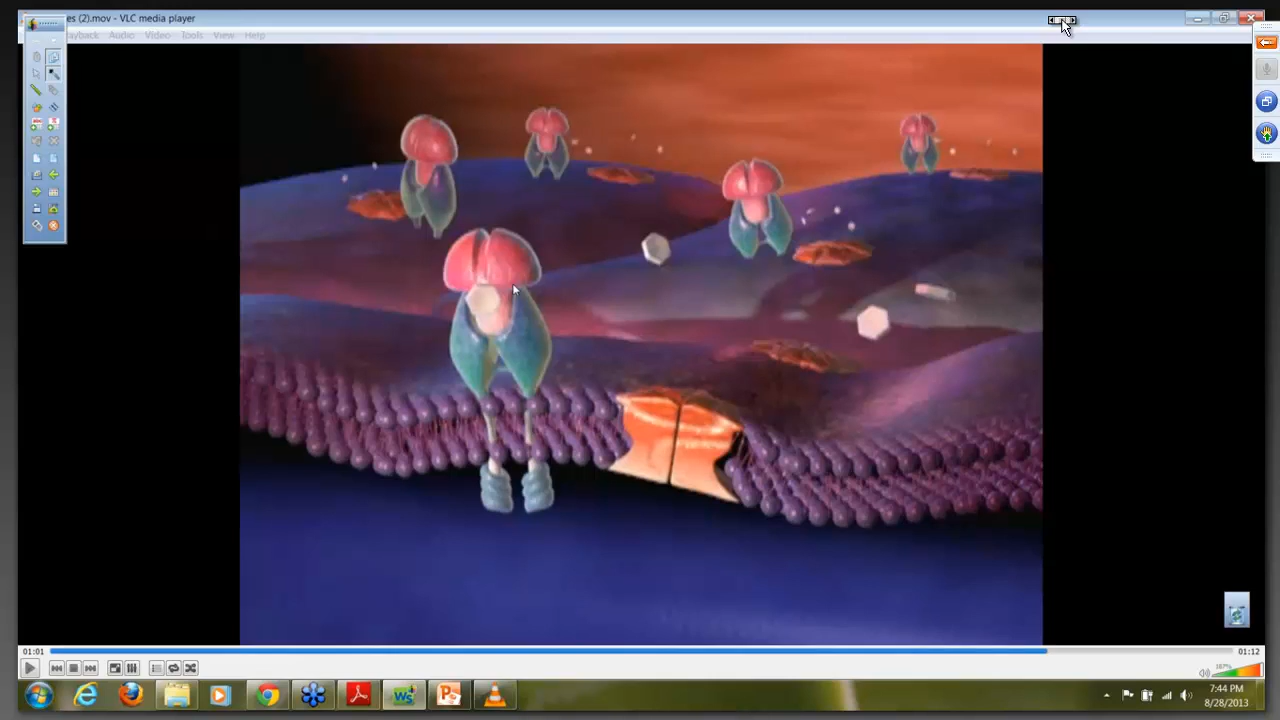 es (2).mov - VLC media player
ayback Audio Video Tools View Help
01:01
01:12
187%
7:44 PM
8/28/2013